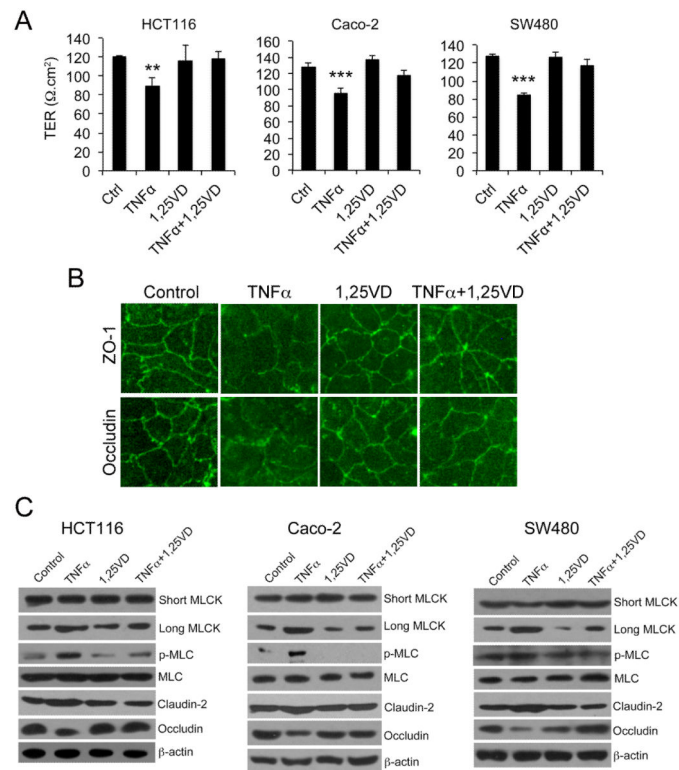 A
HCT116
Caco-2
SW480
TER (Ω.cm²)
140
120
100
80
60
40
20
0
**
Ctrl
TNFα
1,25VD
TNFα+1,25VD
160
140
120
100
80
60
40
20
0
***
Ctrl
TNFα
1,25VD
TNFα+1,25VD
140
120
100
80
60
40
20
0
***
Ctrl
TNFα
1,25VD
TNFα+1,25VD
B
Control TNFα 1,25VD TNFα+1,25VD
ZO-1
Occludin
C
HCT116
Control TNFα 1,25VD TNFα+1,25VD
Short MLCK
Long MLCK
p-MLC
MLC
Claudin-2
Occludin
β-actin
Caco-2
Control TNFα 1,25VD TNFα+1,25VD
Short MLCK
Long MLCK
p-MLC
MLC
Claudin-2
Occludin
β-actin
SW480
Control TNFα 1,25VD TNFα+1,25VD
Short MLCK
Long MLCK
p-MLC
MLC
Claudin-2
Occludin
β-actin